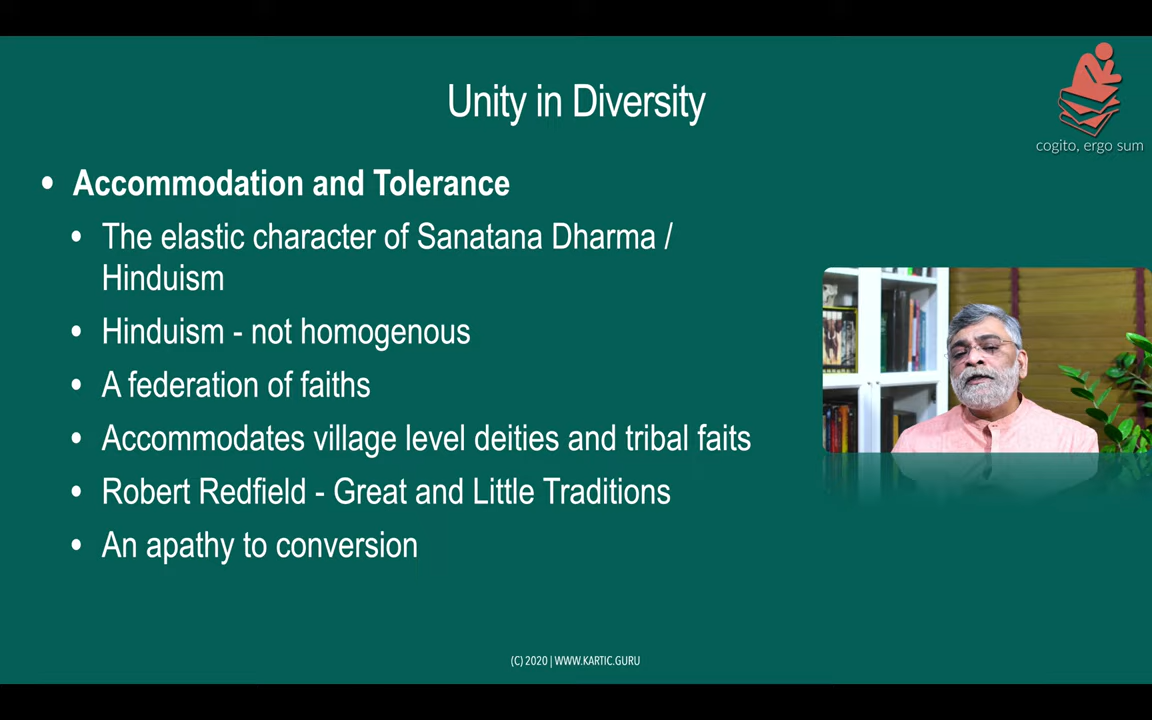 Unity in Diversity
cogito, ergo sum
• Accommodation and Tolerance
• The elastic character of Sanatana Dharma /
Hinduism
• Hinduism - not homogenous
• A federation of faiths
• Accommodates village level deities and tribal faits
• Robert Redfield - Great and Little Traditions
• An apathy to conversion
(C) 2020 | WWW.KARTIC.GURU